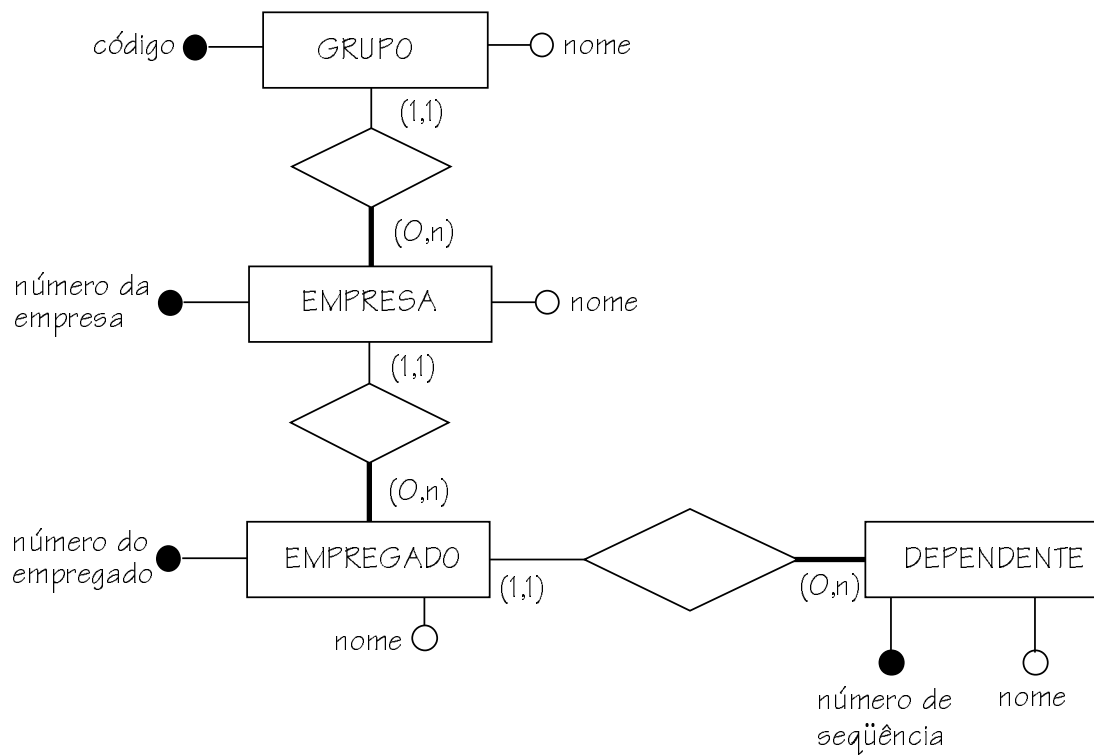 código
GRUPO
nome
(1,1)
(0,n)
número da
empresa
EMPRESA
nome
(1,1)
(0,n)
número do
empregado
EMPREGADO
(1,1)
(0,n)
DEPENDENTE
nome
número de
seqüência
nome